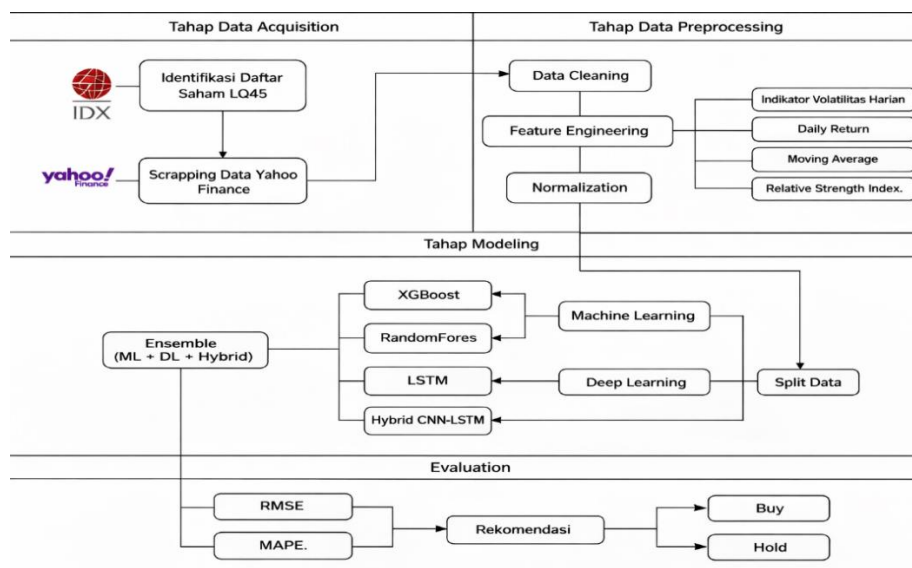 Tahap Data Acquisition
IDX
Identifikasi Daftar
Saham LQ45
yahoo!
Finance
Scrapping Data Yahoo
Finance
Tahap Data Preprocessing
Data Cleaning
Feature Engineering
Normalization
Indikator Volatilitas Harian
Daily Return
Moving Average
Relative Strength Index.
Tahap Modeling
Ensemble
(ML + DL + Hybrid)
XGBoost
RandomFores
LSTM
Hybrid CNN-LSTM
Machine Learning
Deep Learning
Split Data
Evaluation
RMSE
MAPE.
Rekomendasi
Buy
Hold